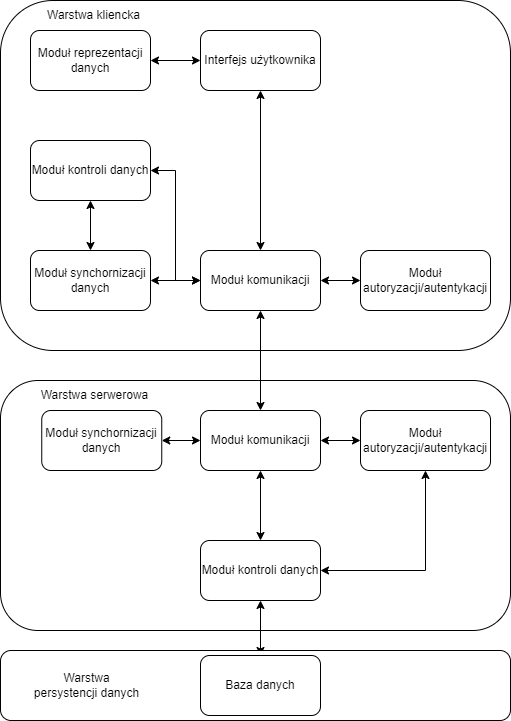 Warstwa kliencka
Moduł reprezentacji
danych
Interfejs użytkownika
Moduł kontroli danych
Moduł synchornizacji
danych
Moduł komunikacji
Moduł
autoryzacji/autentykacji
Warstwa serwerowa
Moduł synchornizacji
danych
Moduł komunikacji
Moduł
autoryzacji/autentykacji
Moduł kontroli danych
Warstwa
persystencji danych
Baza danych